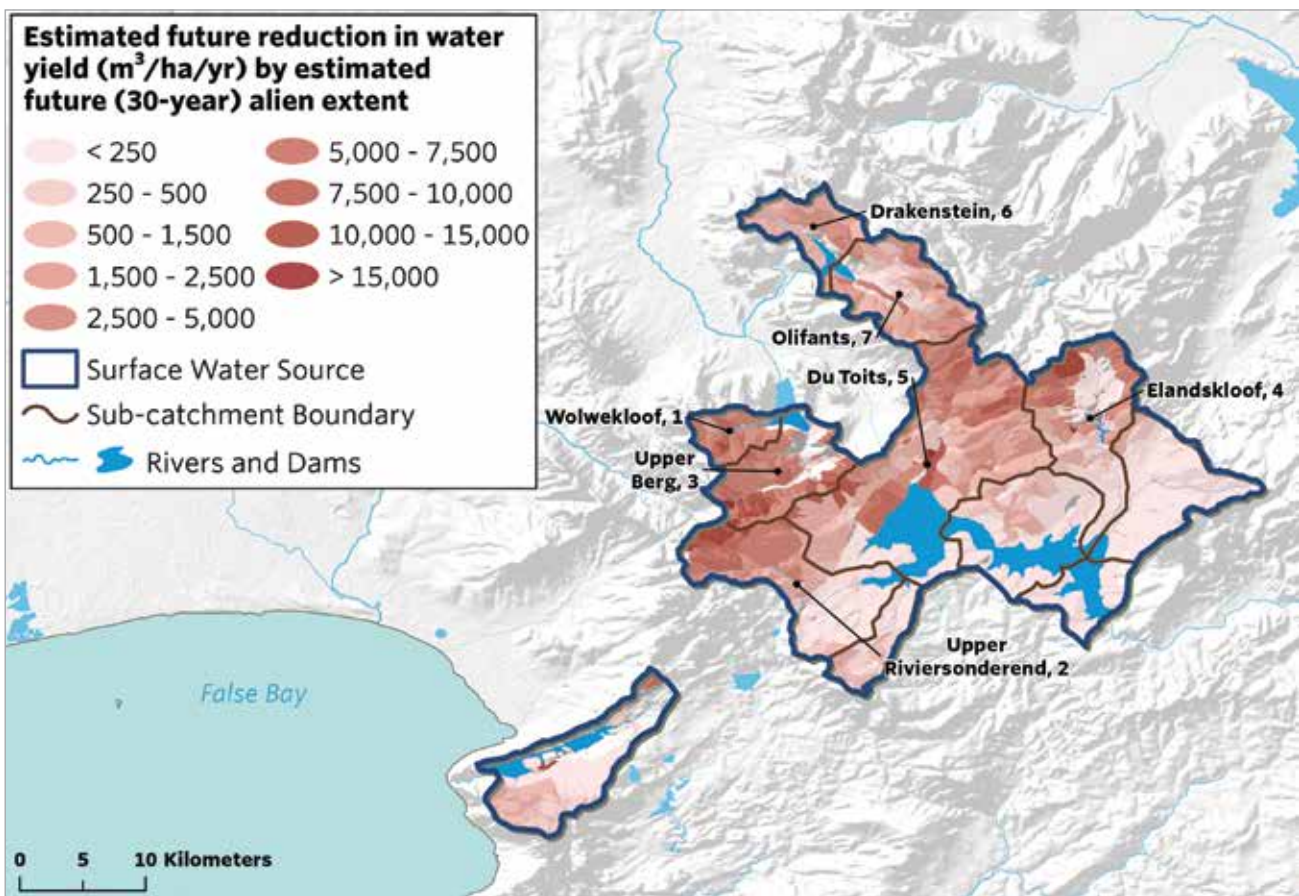 Estimated future reduction in water
yield (m³/ha/yr) by estimated
future (30-year) alien extent
< 250
250 - 500
500 - 1,500
1,500 - 2,500
2,500 - 5,000
5,000 - 7,500
7,500 - 10,000
10,000 - 15,000
> 15,000
Surface Water Source
Sub-catchment Boundary
Rivers and Dams
Drakenstein, 6
Olifants, 7
Du Toits, 5
Elandskloof, 4
Wolwekloof, 1
Upper
Berg, 3
Upper
Riviersonderend, 2
False Bay
0 5 10 Kilometers